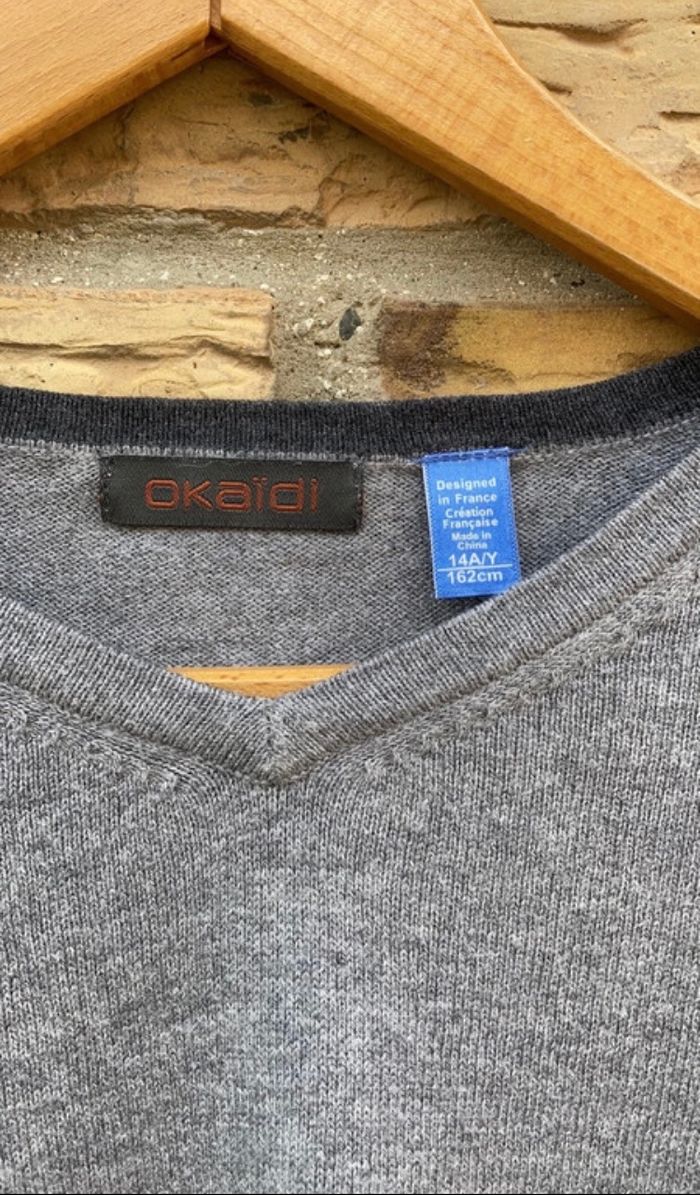 okaïdi
Designed
in France
Création
Française
Made in
China
14A/Y
162cm